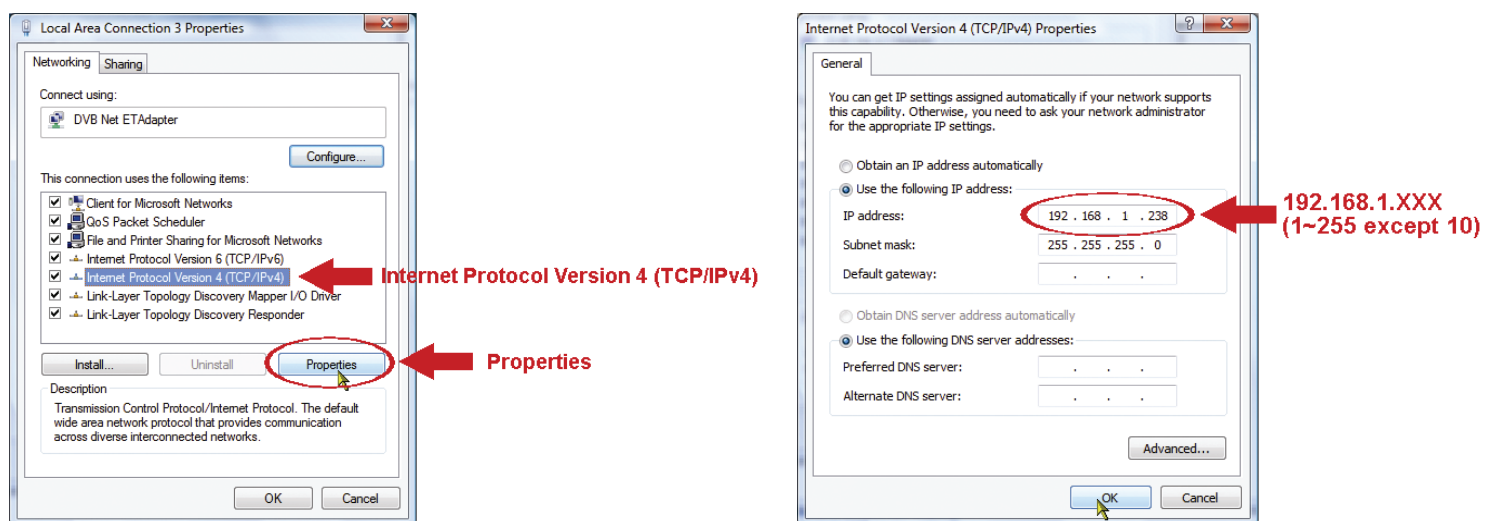 Local Area Connection 3 Properties
Networking
Sharing
Connect using:
DVB Net ETAdapter
Configure...
This connection uses the following items:
Client for Microsoft Networks
QoS Packet Scheduler
File and Printer Sharing for Microsoft Networks
Internet Protocol Version 6 (TCP/IPv6)
Internet Protocol Version 4 (TCP/IPv4)
Link-Layer Topology Discovery Mapper I/O Driver
Link-Layer Topology Discovery Responder
Internet Protocol Version 4 (TCP/IPv4)
Install...
Uninstall
Properties
Properties
Description
Transmission Control Protocol/Internet Protocol. The default
wide area network protocol that provides communication
across diverse interconnected networks.
OK
Cancel
Internet Protocol Version 4 (TCP/IPv4) Properties
General
You can get IP settings assigned automatically if your network supports
this capability. Otherwise, you need to ask your network administrator
for the appropriate IP settings.
Obtain an IP address automatically
Use the following IP address:
IP address: 192 . 168 . 1 . 238
Subnet mask: 255 . 255 . 255 . 0
Default gateway: . . .
192.168.1.XXX
(1~255 except 10)
Obtain DNS server address automatically
Use the following DNS server addresses:
Preferred DNS server: . . .
Alternate DNS server: . . .
Advanced...
OK
Cancel